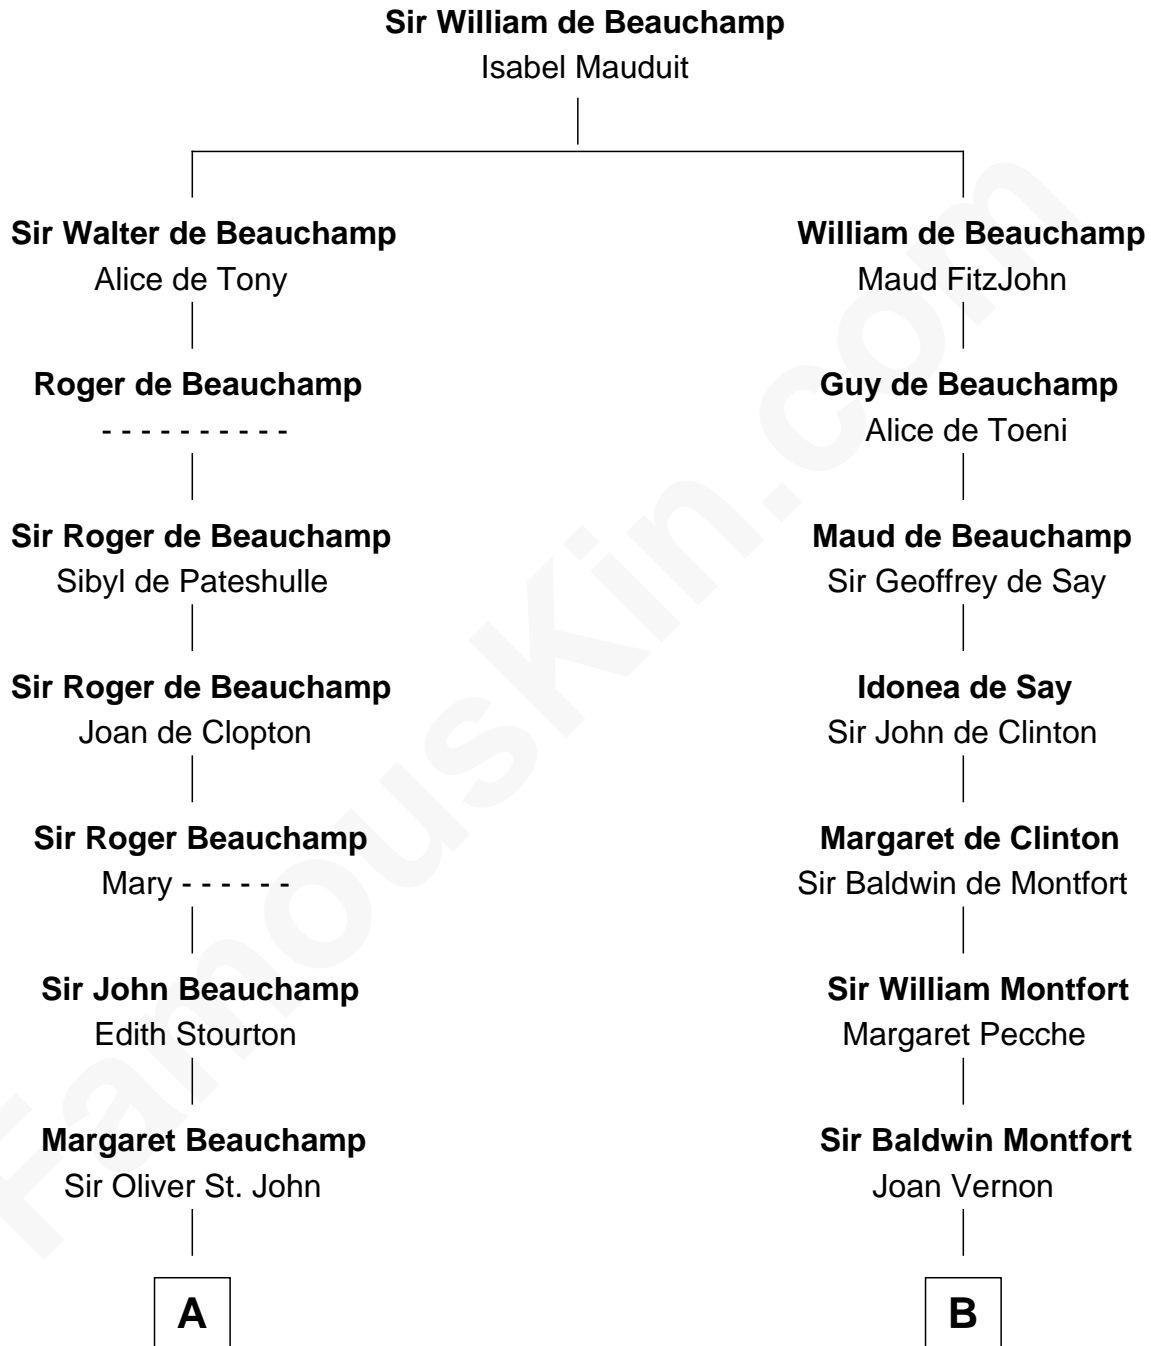 Sir William de Beauchamp
Isabel Mauduit
Sir Walter de Beauchamp
Alice de Tony
William de Beauchamp
Maud FitzJohn
Roger de Beauchamp
- - - - - - - - - -
Guy de Beauchamp
Alice de Toeni
Sir Roger de Beauchamp
Sibyl de Pateshulle
Maud de Beauchamp
Sir Geoffrey de Say
Sir Roger de Beauchamp
Joan de Clopton
Idonea de Say
Sir John de Clinton
Sir Roger Beauchamp
Mary - - - - - -
Margaret de Clinton
Sir Baldwin de Montfort
Sir John Beauchamp
Edith Stourton
Sir William Montfort
Margaret Pecche
Margaret Beauchamp
Sir Oliver St. John
Sir Baldwin Montfort
Joan Vernon
A
B
FamousKin.com